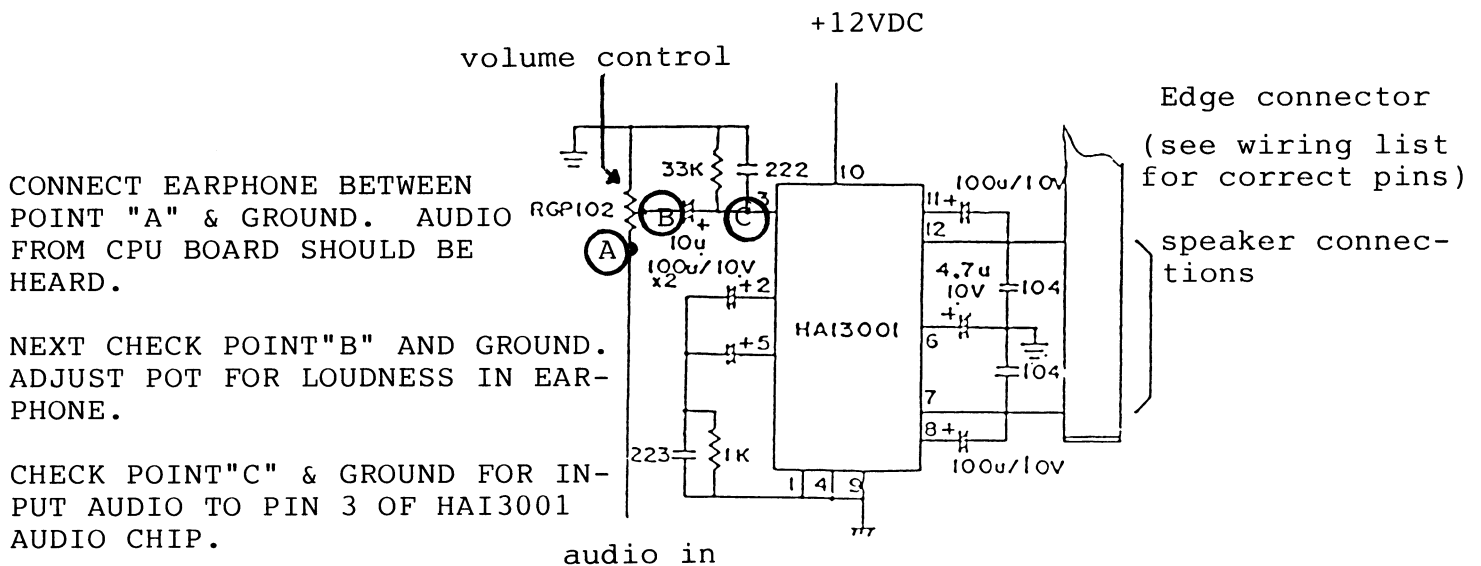 +12VDC
volume control
Edge connector
(see wiring list
for correct pins)
CONNECT EARPHONE BETWEEN
POINT "A" & GROUND. AUDIO
FROM CPU BOARD SHOULD BE
HEARD.
NEXT CHECK POINT"B" AND GROUND.
ADJUST POT FOR LOUDNESS IN EAR-
PHONE.
CHECK POINT"C" & GROUND FOR IN-
PUT AUDIO TO PIN 3 OF HA13001
AUDIO CHIP.
33K
222
10
100u/10V
RGP102
B
C
3
11+
12
+
10u
A
100u/10V
x2
speaker connec-
tions
4.7u
10V
104
+2
HA13001
+
6
+5
104
7
8+
223
1K
100u/10V
1
4
9
audio in